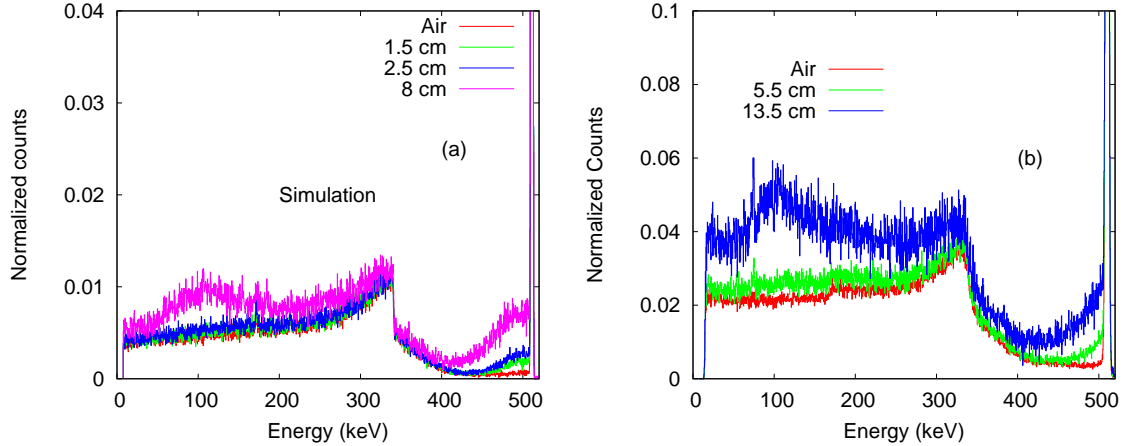 Normalized counts
0.04
0.03
0.02
0.01
0
Air
1.5 cm
2.5 cm
8 cm
(a)
Simulation
0 100 200 300 400 500
Energy (keV)
Normalized Counts
0.1
0.08
0.06
0.04
0.02
0
Air
5.5 cm
13.5 cm
(b)
0 100 200 300 400 500
Energy (keV)